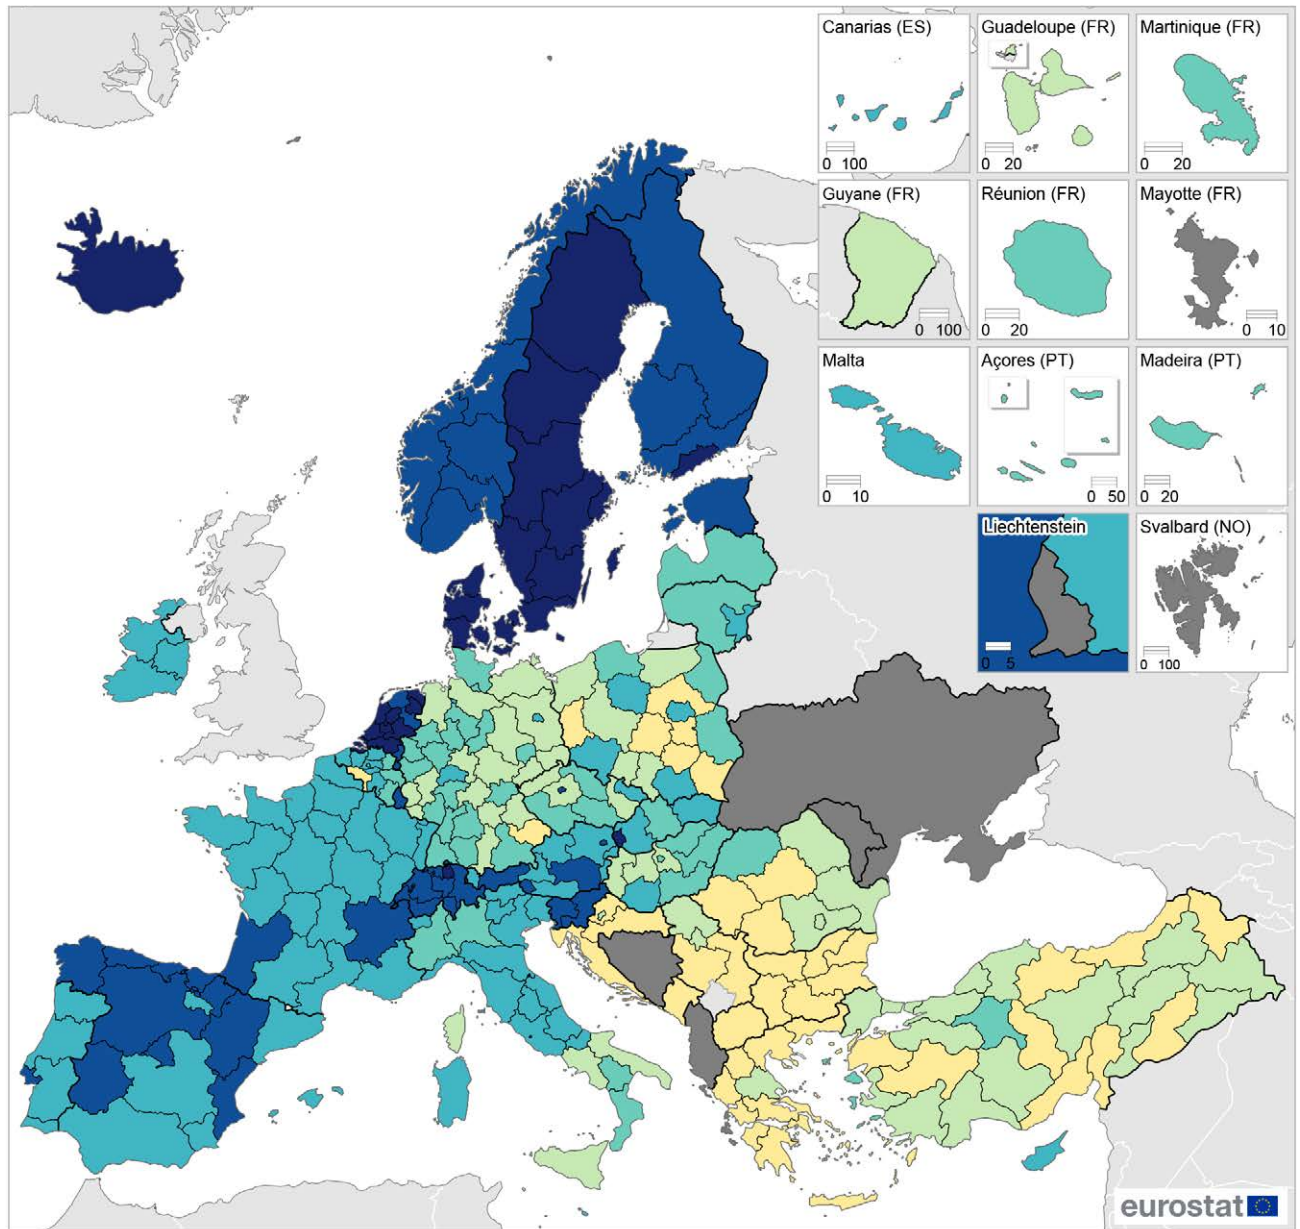 Canarias (ES)
0 100
Guadeloupe (FR)
0 20
Martinique (FR)
0 20
Guyane (FR)
0 100
Réunion (FR)
0 20
Mayotte (FR)
0 10
Malta
0 10
Açores (PT)
0 50
Madeira (PT)
0 20
Liechtenstein
0 5
Svalbard (NO)
0 100
eurostat